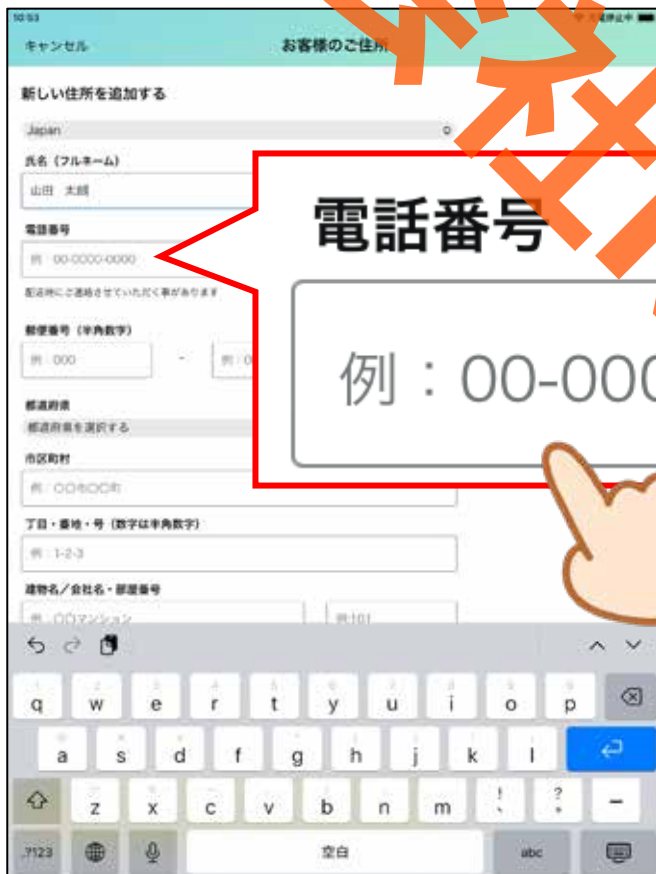 10:53
キャンセル
お客様のご住所
新しい住所を追加する
Japan
氏名 (フルネーム)
山田 太朗
電話番号
例：00-0000-0000
配送時にご連絡させていただく事があります
電話番号
例：00-000
郵便番号 (半角数字)
例：000
-
例：0
都道府県
都道府県を選択する
市区町村
例：〇〇市〇〇町
丁目・番地・号 (数字は半角数字)
例：1-2-3
建物名/会社名・部屋番号
例：〇〇マンション
例:101
q w e r t y u i o p
a s d f g h j k l
z x c v b n m ! 、 ? 。 ー
.?123
空白
abc